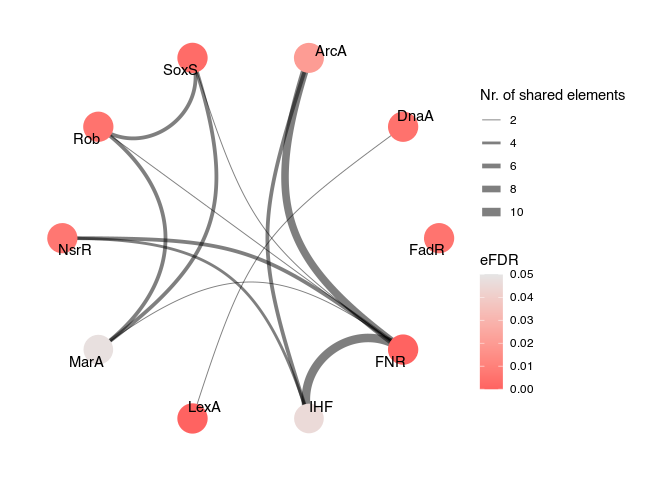 ArcA
SoxS
DnaA
Rob
NsrR
FadR
MarA
FNR
LexA
IHF
Nr. of shared elements
2
4
6
8
10
eFDR
0.05
0.04
0.03
0.02
0.01
0.00